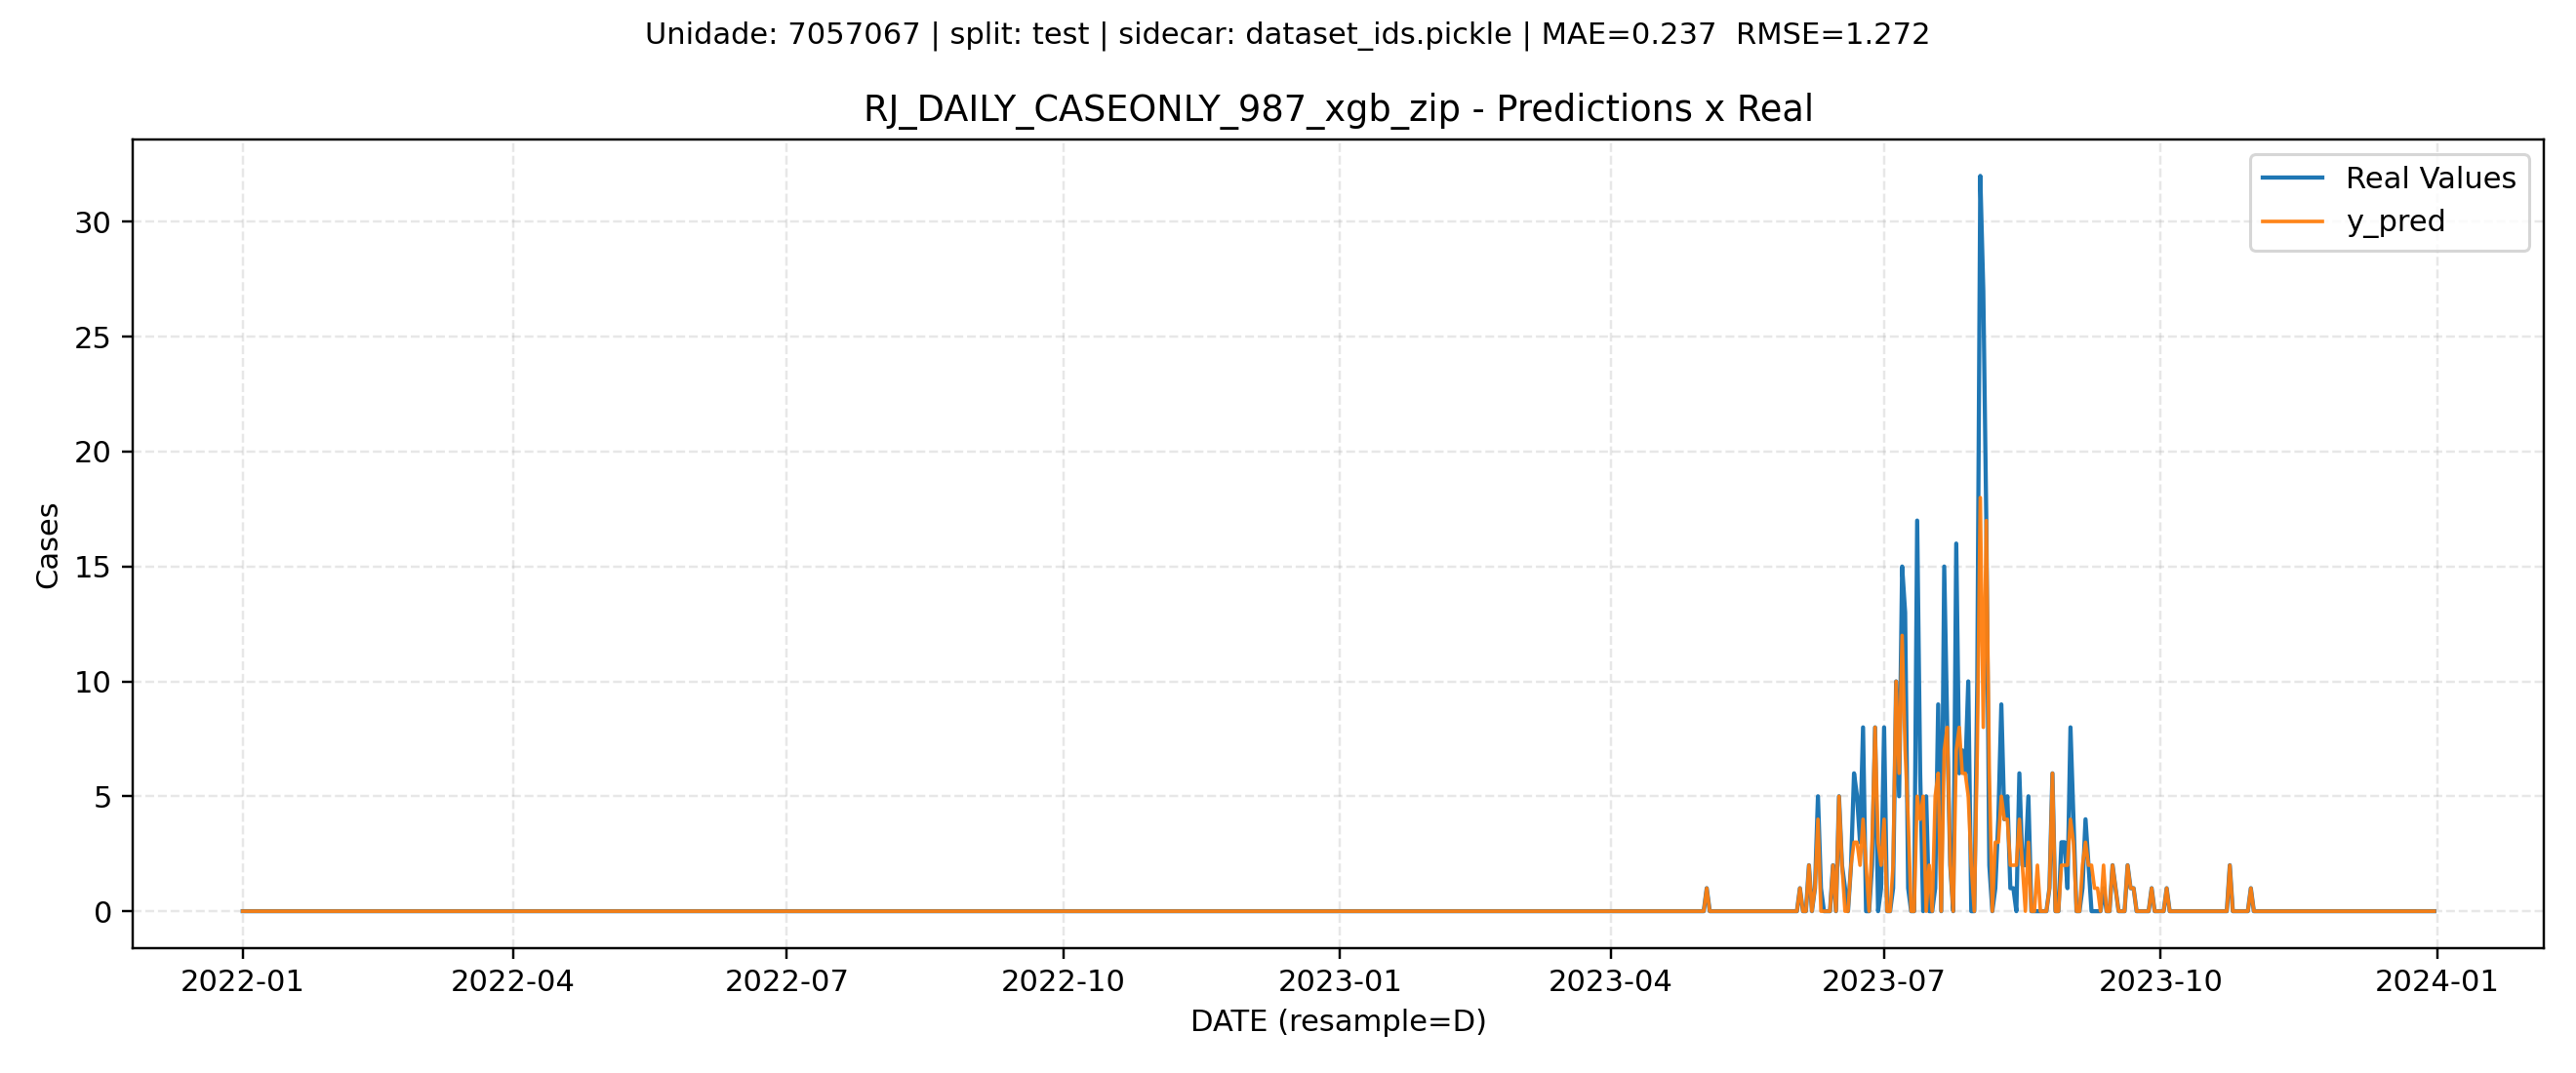 Unidade: 7057067 | split: test | sidecar: dataset_ids.pickle | MAE=0.237  RMSE=1.272
RJ_DAILY_CASEONLY_987_xgb_zip - Predictions x Real
Real Values
y_pred
Cases
30
25
20
15
10
5
0
2022-01
2022-04
2022-07
2022-10
2023-01
2023-04
2023-07
2023-10
2024-01
DATE (resample=D)